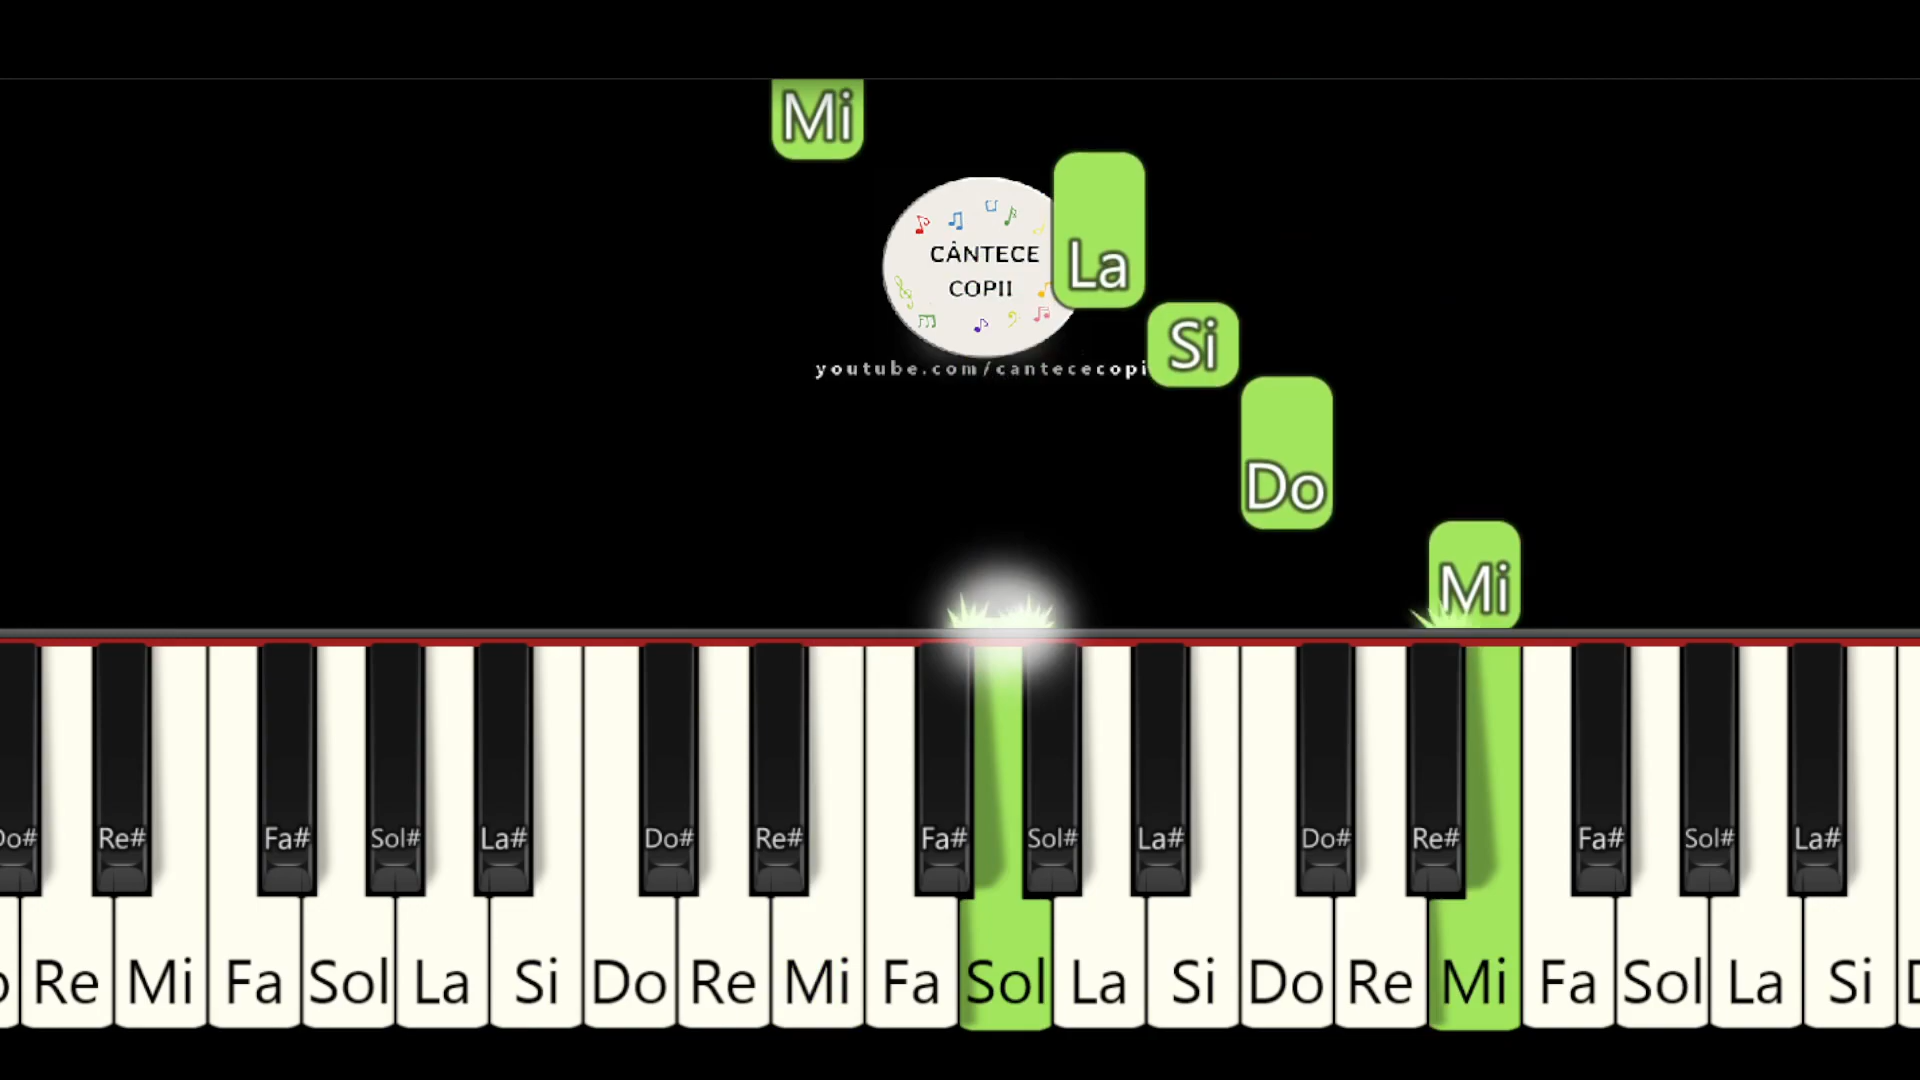 Mi
CÂNTECE
COPII
La
Si
youtube.com/cantececopi
Do
Mi
Do# Re# Fa# Sol# La# Do# Re# Fa# Sol# La# Do# Re# Fa# Sol# La#
Re Mi Fa Sol La Si Do Re Mi Fa Sol La Si Do Re Mi Fa Sol La Si